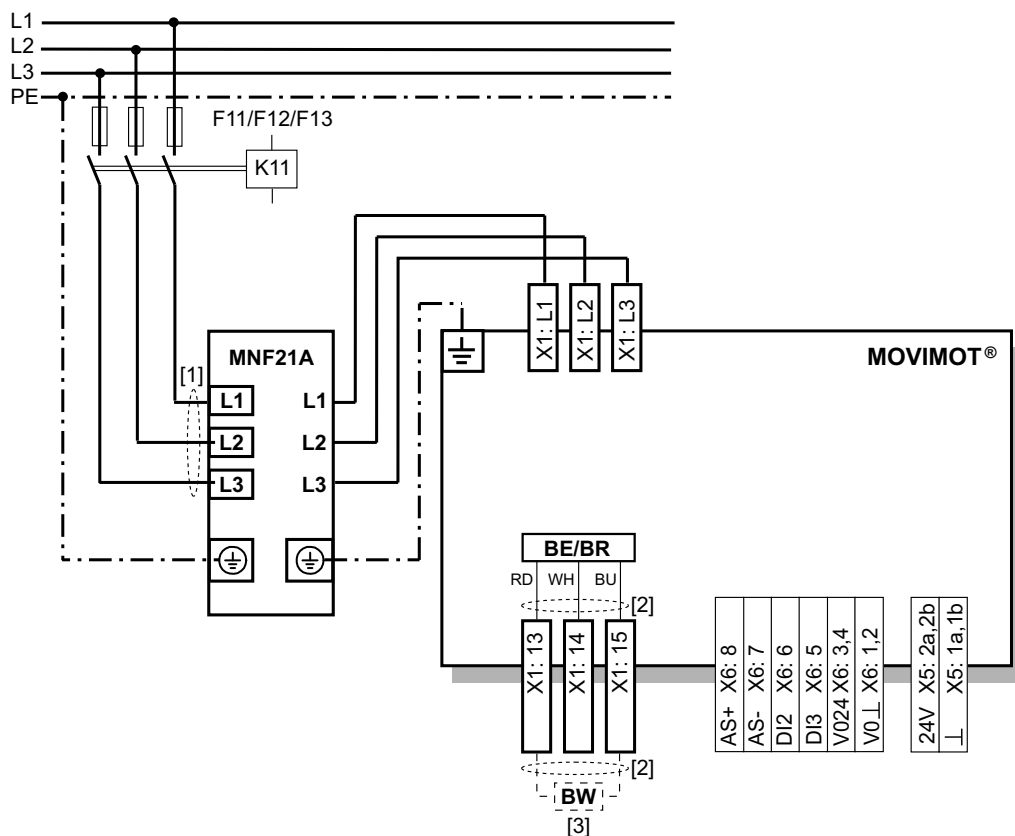 L1
L2
L3
PE
F11/F12/F13
K11
X1: L1
X1: L2
X1: L3
MNF21A
MOVIMOT®
[1]
L1 L1
L2 L2
L3 L3
BE/BR
RD WH BU
[2]
X1: 13
X1: 14
X1: 15
AS+ X6: 8
AS- X6: 7
DI2 X6: 6
DI3 X6: 5
V024 X6: 3,4
V0⊥ X6: 1,2
24V X5: 2a,2b
⊥ X5: 1a,1b
[2]
BW
[3]